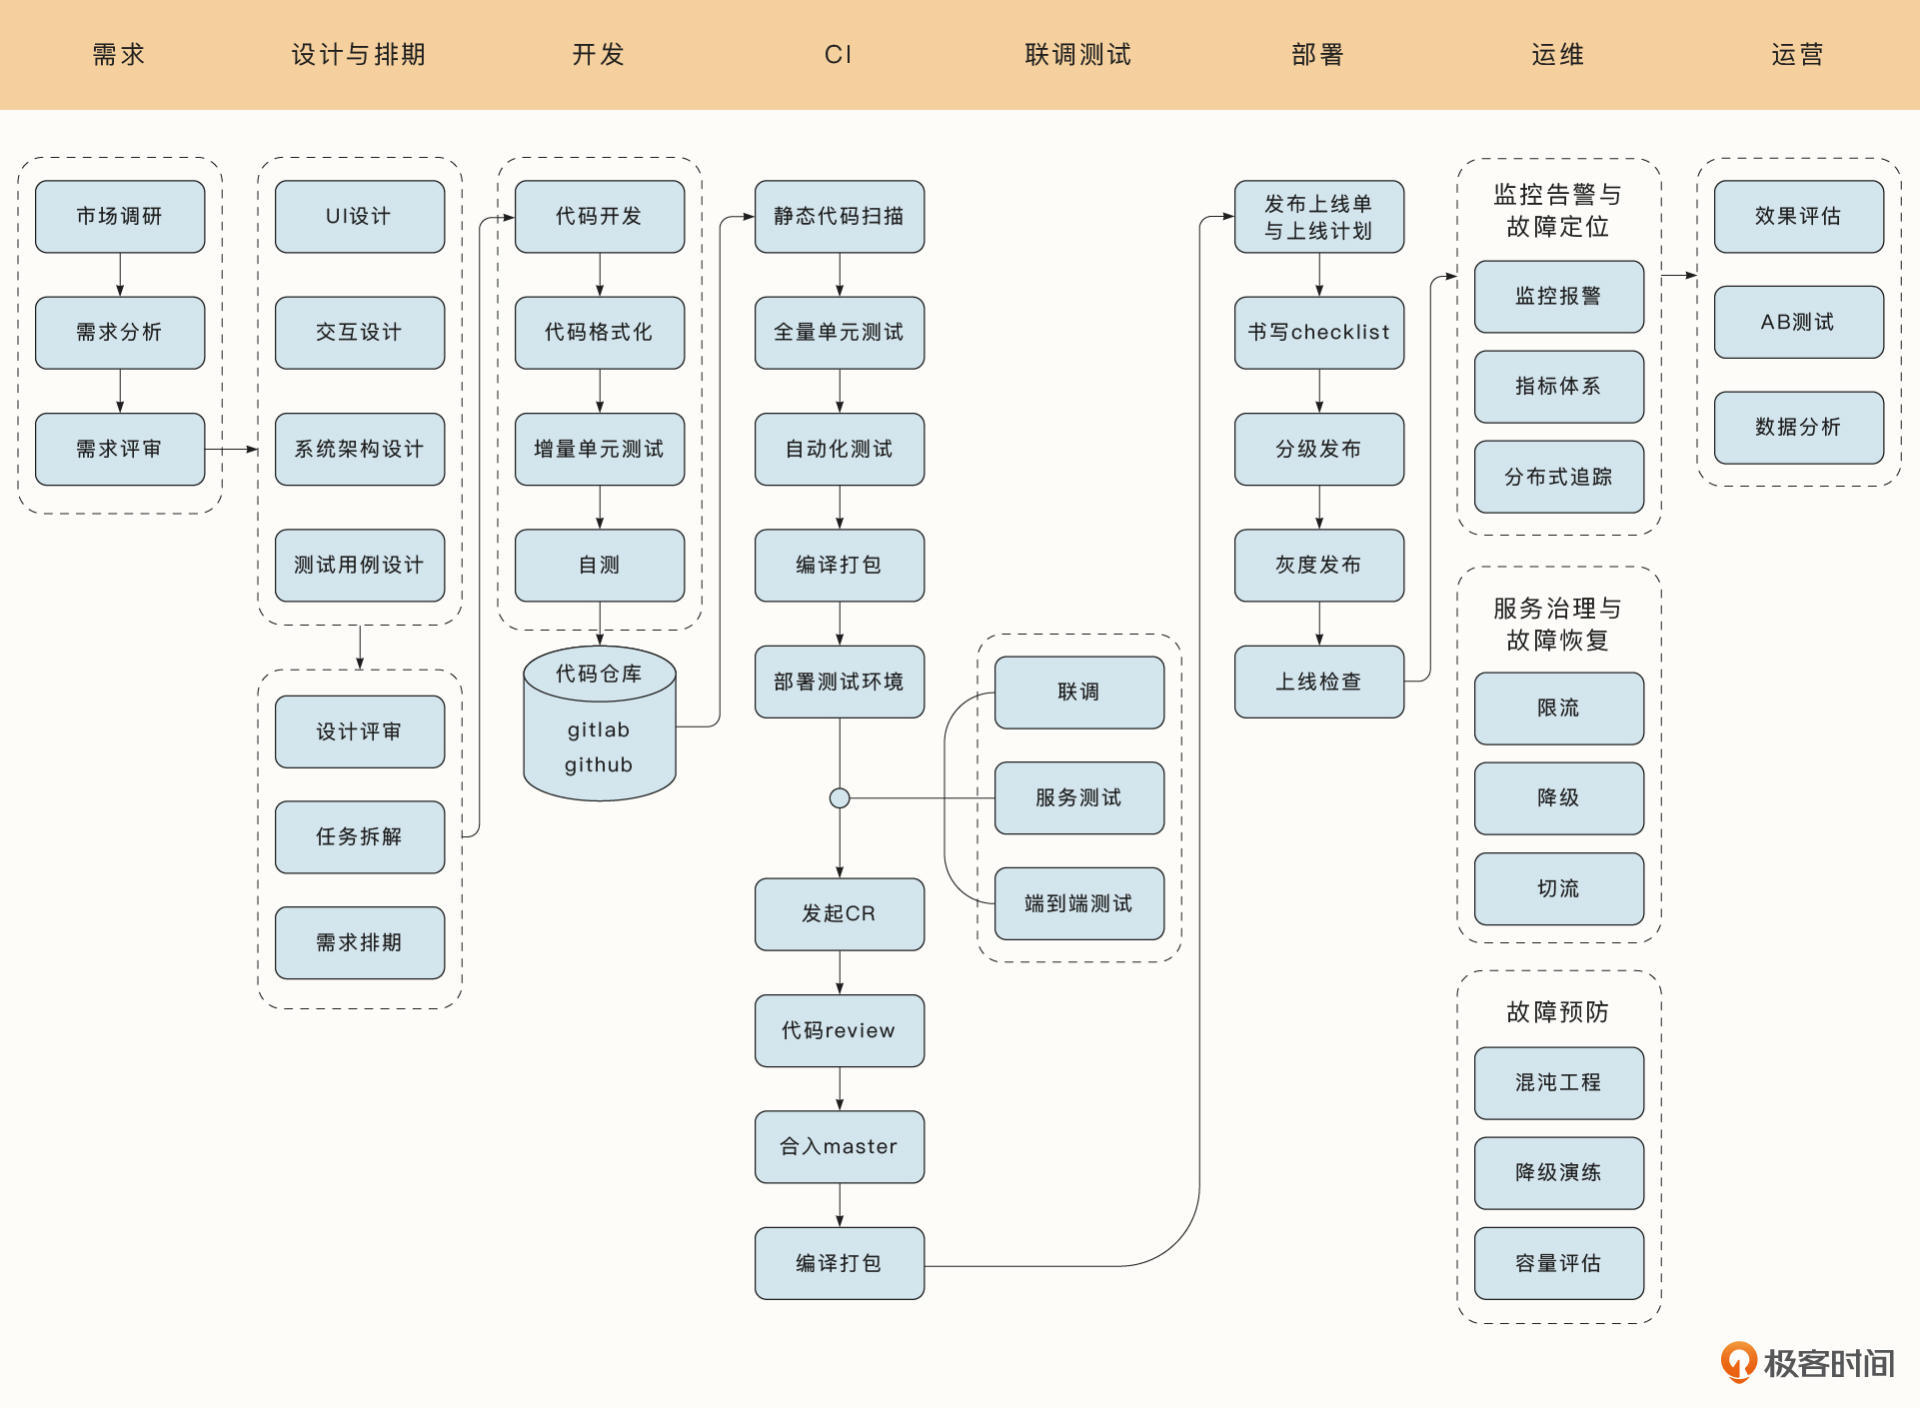 需求
设计与排期
开发
CI
联调测试
部署
运维
运营
市场调研
需求分析
需求评审
UI设计
交互设计
系统架构设计
测试用例设计
设计评审
任务拆解
需求排期
代码开发
代码格式化
增量单元测试
自测
代码仓库
gitlab
github
静态代码扫描
全量单元测试
自动化测试
编译打包
部署测试环境
发起CR
代码review
合入master
编译打包
联调
服务测试
端到端测试
发布上线单
与上线计划
书写checklist
分级发布
灰度发布
上线检查
监控告警与
故障定位
监控报警
指标体系
分布式追踪
服务治理与
故障恢复
限流
降级
切流
故障预防
混沌工程
降级演练
容量评估
效果评估
AB测试
数据分析
极客时间